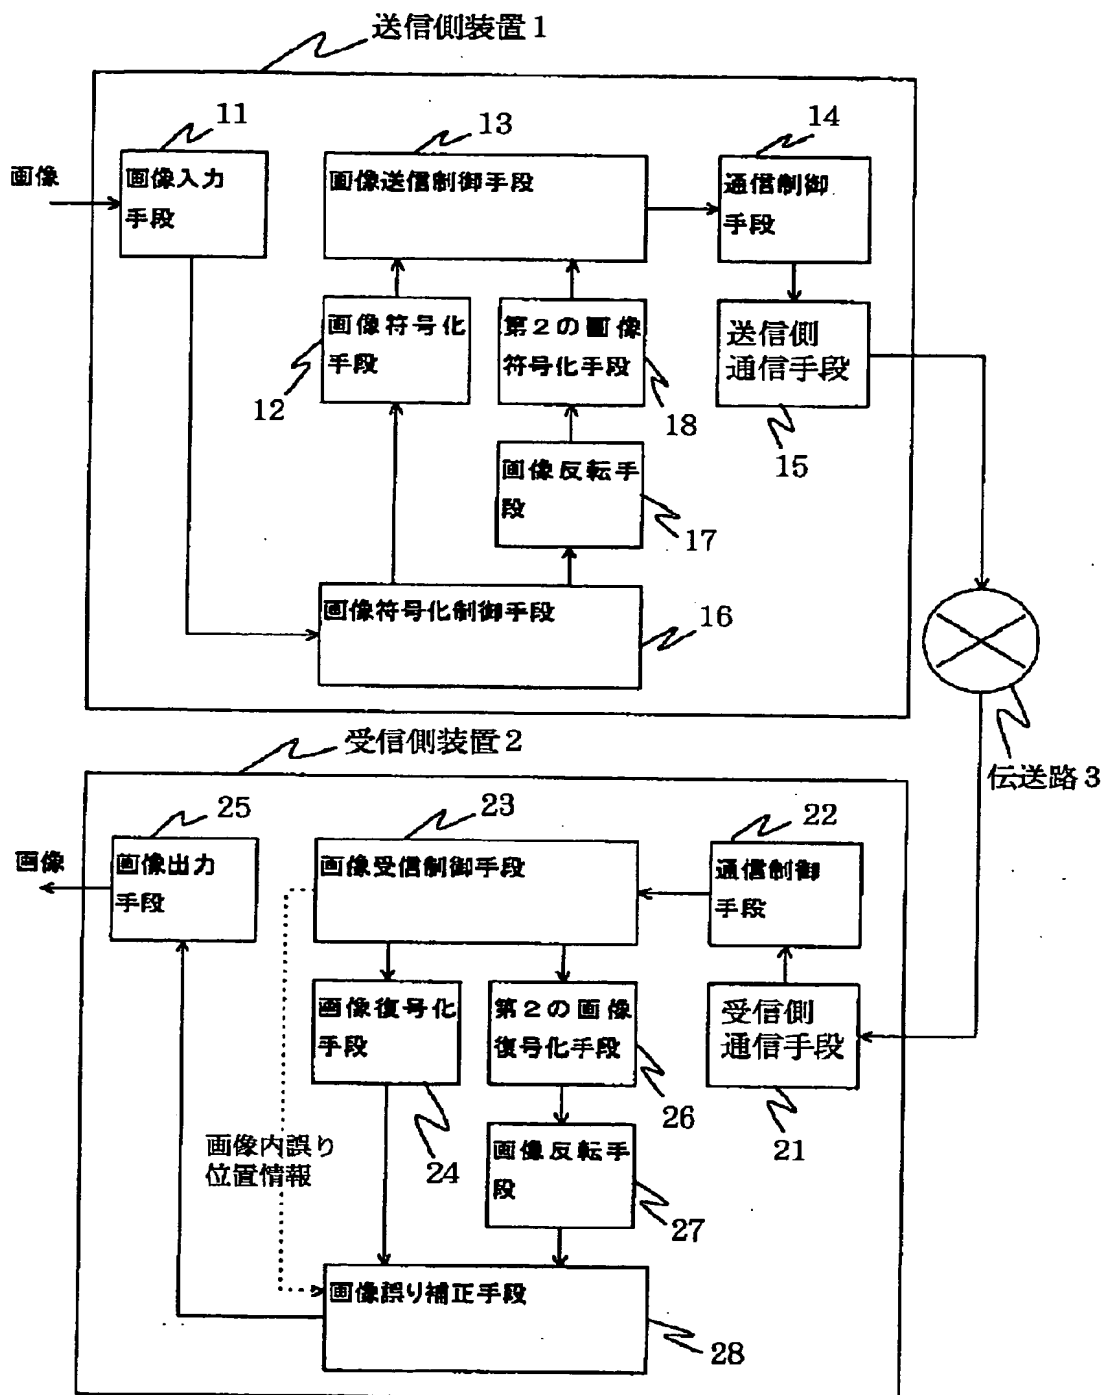 送信側装置1
11
13
14
画像
画像入力
手段
画像送信制御手段
通信制御
手段
画像符号化
手段
第2の画像
符号化手段
送信側
通信手段
12
18
15
画像反転手
段
17
画像符号化制御手段
16
伝送路3
受信側装置2
25
23
22
画像
画像出力
手段
画像受信制御手段
通信制御
手段
画像復号化
手段
第2の画像
復号化手段
受信側
通信手段
24
26
21
画像内誤り
位置情報
画像反転手
段
27
画像誤り補正手段
28